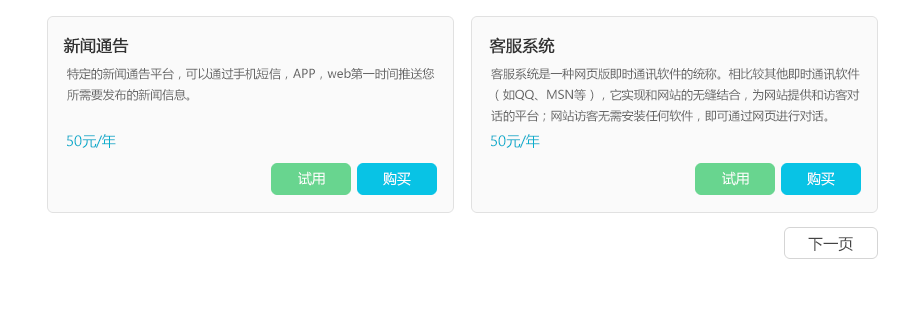 新闻通告
特定的新闻通告平台，可以通过手机短信，APP，web第一时间推送您
所需要发布的新闻信息。
50元/年
试用
购买
客服系统
客服系统是一种网页版即时通讯软件的统称。相比较其他即时通讯软件
（如QQ、MSN等），它实现和网站的无缝结合，为网站提供和访客对
话的平台；网站访客无需安装任何软件，即可通过网页进行对话。
50元/年
试用
购买
下一页